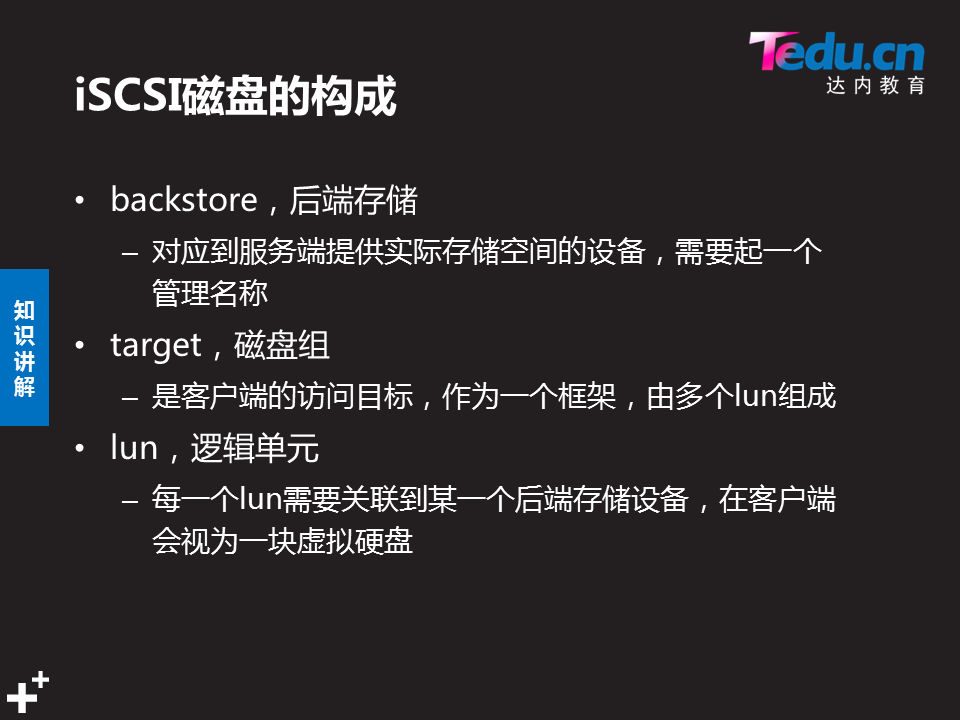 Tedu.cn
达内教育
iSCSI磁盘的构成
• backstore，后端存储
– 对应到服务端提供实际存储空间的设备，需要起一个
管理名称
• target，磁盘组
– 是客户端的访问目标，作为一个框架，由多个lun组成
• lun，逻辑单元
– 每一个lun需要关联到某一个后端存储设备，在客户端
会视为一块虚拟硬盘
知
识
讲
解